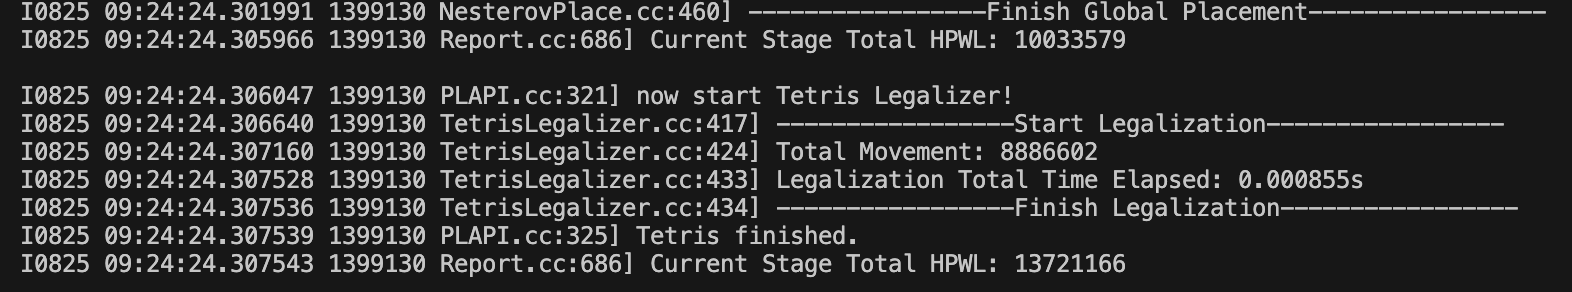 I0825 09:24:24.301991 1399130 NesterovPlace.cc:460] -----------------Finish Global Placement-----------------
I0825 09:24:24.305966 1399130 Report.cc:686] Current Stage Total HPWL: 10033579
I0825 09:24:24.306047 1399130 PLAPI.cc:321] now start Tetris Legalizer!
I0825 09:24:24.306640 1399130 TetrisLegalizer.cc:417] -----------------Start Legalization-----------------
I0825 09:24:24.307160 1399130 TetrisLegalizer.cc:424] Total Movement: 8886602
I0825 09:24:24.307528 1399130 TetrisLegalizer.cc:433] Legalization Total Time Elapsed: 0.000855s
I0825 09:24:24.307536 1399130 TetrisLegalizer.cc:434] -----------------Finish Legalization-----------------
I0825 09:24:24.307539 1399130 PLAPI.cc:325] Tetris finished.
I0825 09:24:24.307543 1399130 Report.cc:686] Current Stage Total HPWL: 13721166